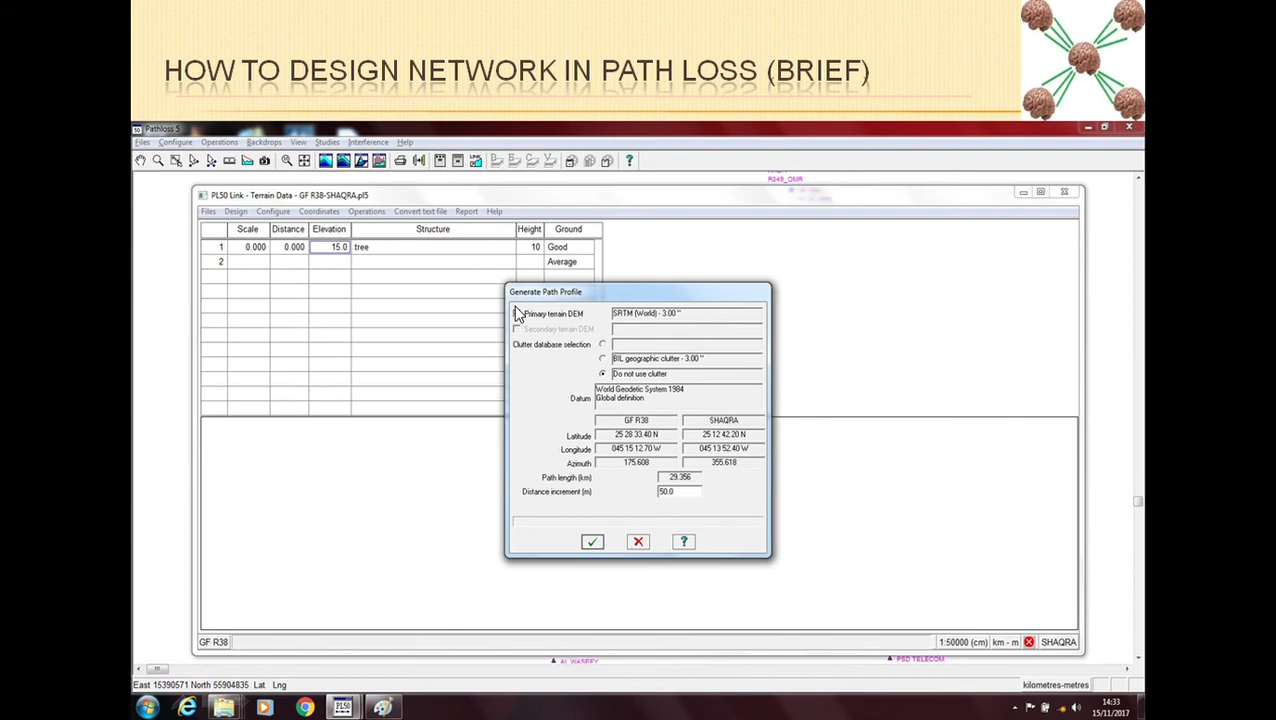 HOW TO DESIGN NETWORK IN PATH LOSS (BRIEF)
50 Pathloss 5
Files Configure Operations Backdrops View Studies Interference Help
R049_OMR
PL50 Link - Terrain Data - GF R38-SHAQRA.pl5
Files Design Configure Coordinates Operations Convert text file Report Help
Scale Distance Elevation Structure Height Ground
1 0.000 0.000 15.0 tree 10 Good
2 Average
Generate Path Profile
Primary terrain DEM SRTM (World) - 3.00 "
Secondary terrain DEM
Clutter database selection
BIL geographic clutter - 3.00 "
Do not use clutter
World Geodetic System 1984
Datum Global definition
GF R38 SHAQRA
Latitude 25 28 33.40 N 25 12 42.20 N
Longitude 045 15 12.70 W 045 13 52.40 W
Azimuth 175.608 355.618
Path length (km) 29.356
Distance increment (m) 50.0
GF R38 1:50000 (cm) km - m SHAQRA
AL WASEEY PSD TELECOM
East 15390571 North 55904835 Lat Lng kilometres-metres
PL50
14:33
15/11/2017